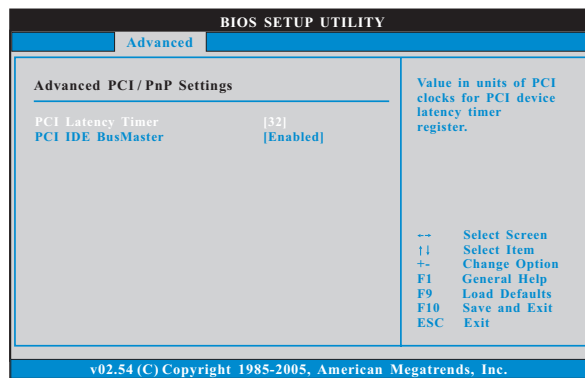 BIOS SETUP UTILITY
Advanced
Advanced PCI / PnP Settings
PCI Latency Timer [32]
PCI IDE BusMaster [Enabled]
Value in units of PCI
clocks for PCI device
latency timer
register.
←→ Select Screen
↑↓ Select Item
+- Change Option
F1 General Help
F9 Load Defaults
F10 Save and Exit
ESC Exit
v02.54 (C) Copyright 1985-2005, American Megatrends, Inc.